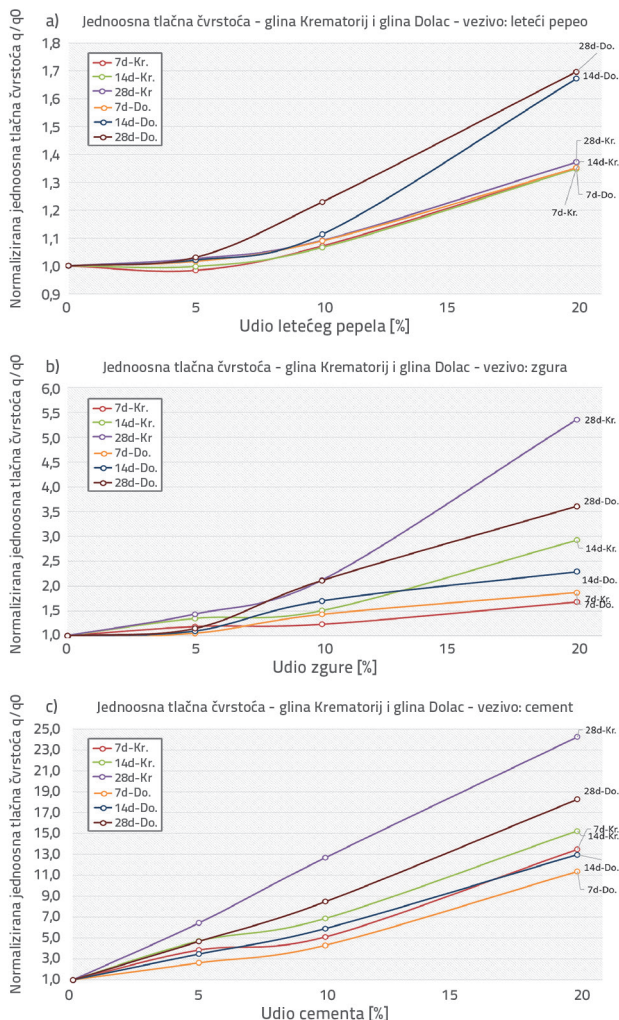 a) Jednoosna tlačna čvrstoća - glina Krematorij i glina Dolac - vezivo: leteći pepeo
Normalizirana jednoosna tlačna čvrstoća q/q0
1,8
1,7
1,6
1,5
1,4
1,3
1,2
1,1
1,0
0,9
7d-Kr.
14d-Kr.
28d-Kr
7d-Do.
14d-Do.
28d-Do.
28d-Do.
14d-Do.
28d-Kr.
14d-Kr.
7d-Do.
7d-Kr.
0 5 10 15 20
Udio letećeg pepela [%]
b) Jednoosna tlačna čvrstoća - glina Krematorij i glina Dolac - vezivo: zgura
Normalizirana jednoosna tlačna čvrstoća q/q0
6,0
5,5
5,0
4,5
4,0
3,5
3,0
2,5
2,0
1,5
1,0
7d-Kr.
14d-Kr.
28d-Kr
7d-Do.
14d-Do.
28d-Do.
28d-Kr.
28d-Do.
14d-Kr.
14d-Do.
7d-Kr.
7d-Do.
0 5 10 15 20
Udio zgure [%]
c) Jednoosna tlačna čvrstoća - glina Krematorij i glina Dolac - vezivo: cement
Normalizirana jednoosna tlačna čvrstoća q/q0
25,0
23,0
21,0
19,0
17,0
15,0
13,0
11,0
9,0
7,0
5,0
3,0
1,0
7d-Kr.
14d-Kr.
28d-Kr
7d-Do.
14d-Do.
28d-Do.
28d-Kr.
28d-Do.
7d-Kr.
14d-Kr.
14d-Do.
7d-Do.
0 5 10 15 20
Udio cementa [%]